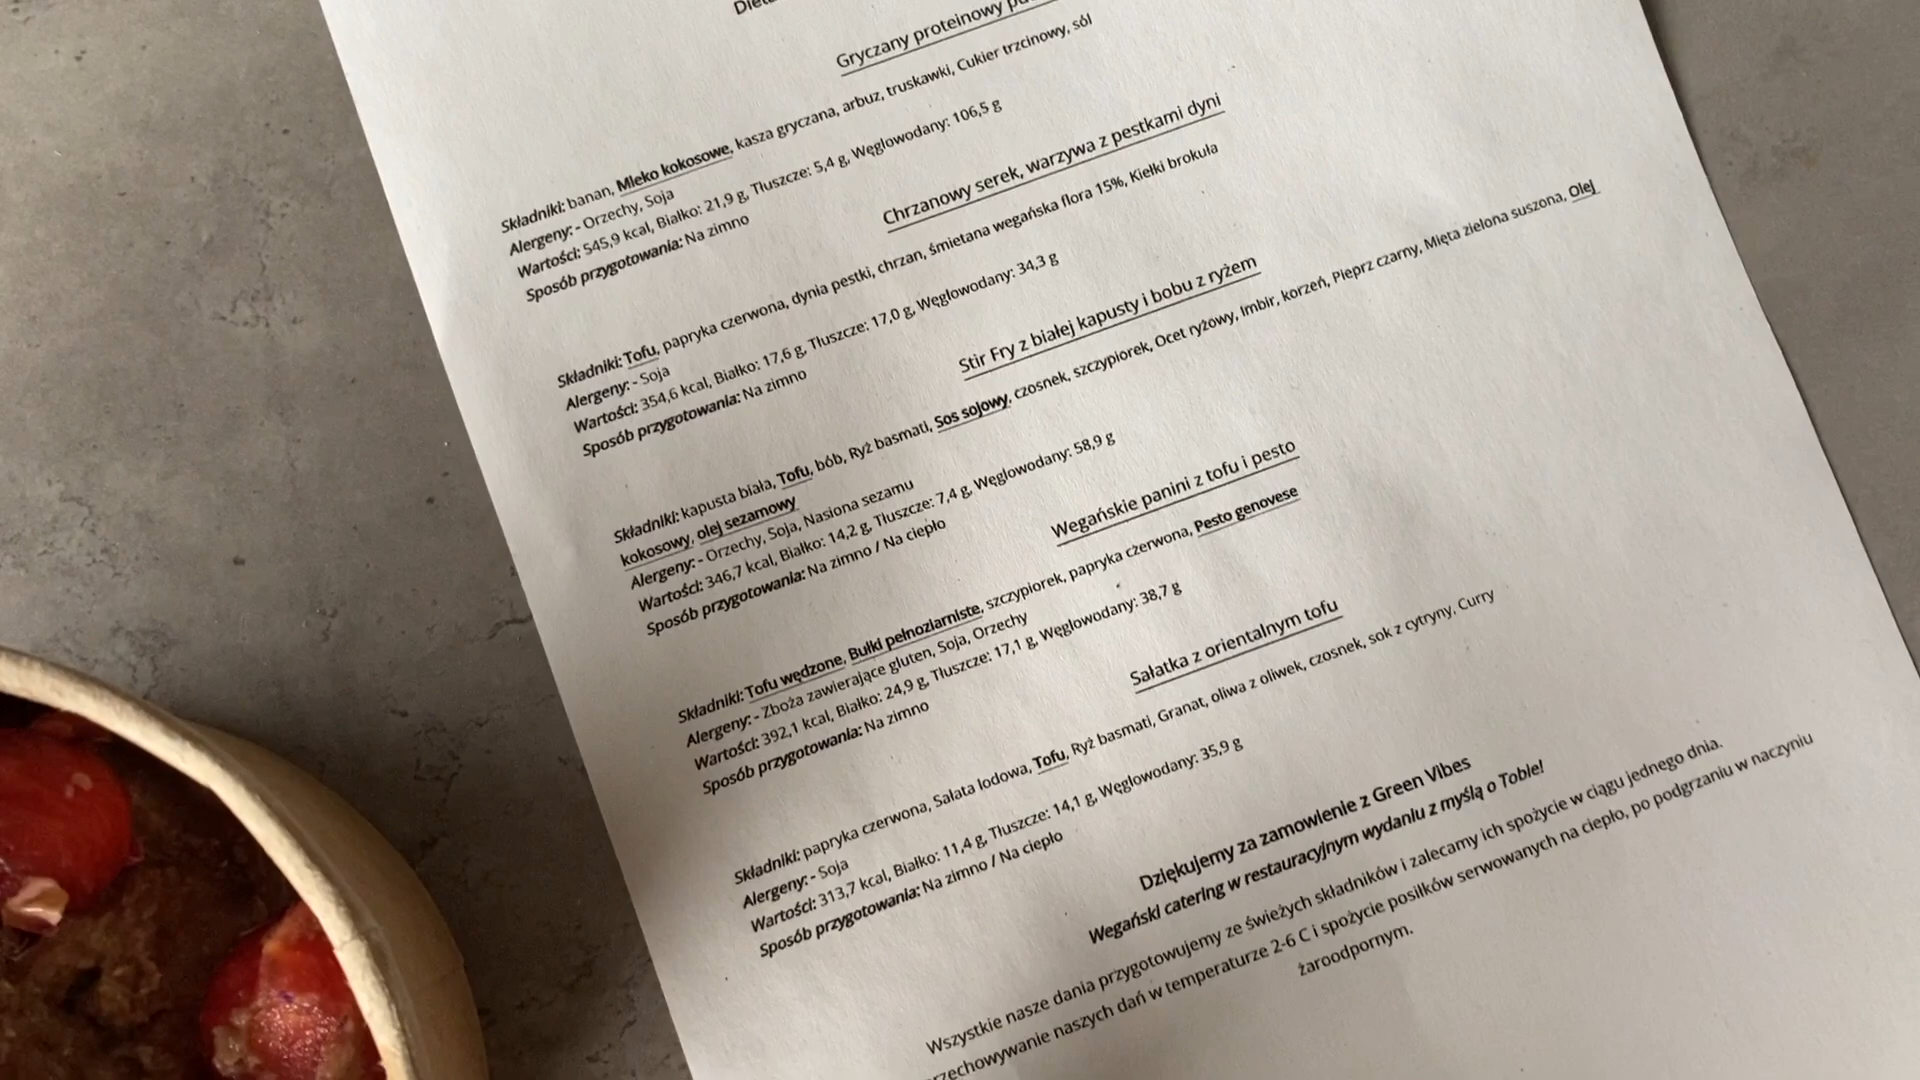 Gryczany proteinowy
Składniki: banan, Mleko kokosowe, kasza gryczana, arbuz, truskawki, Cukier trzcinowy, sól
Alergeny: - Orzechy, Soja
Wartości: 545,9 kcal, Białko: 21,9 g, Tłuszcze: 5,4 g, Węglowodany: 106,5 g
Sposób przygotowania: Na zimno
Chrzanowy serek, warzywa z pestkami dyni
Składniki: Tofu, papryka czerwona, dynia pestki, chrzan, śmietana wegańska flora 15%, Kiełki brokuła
Alergeny: - Soja
Wartości: 354,6 kcal, Białko: 17,6 g, Tłuszcze: 17,0 g, Węglowodany: 34,3 g
Sposób przygotowania: Na zimno
Stir Fry z białej kapusty i bobu z ryżem
Składniki: kapusta biała, Tofu, bób, Ryż basmati, Sos sojowy, czosnek, szczypiorek, Ocet ryżowy, Imbir, korzeń, Pieprz czarny, Mięta zielona suszona, Olej
kokosowy, olej sezamowy
Alergeny: - Orzechy, Soja, Nasiona sezamu
Wartości: 346,7 kcal, Białko: 14,2 g, Tłuszcze: 7,4 g, Węglowodany: 58,9 g
Sposób przygotowania: Na zimno / Na ciepło
Wegańskie panini z tofu i pesto
Składniki: Tofu wędzone, Bułki pełnoziarniste, szczypiorek, papryka czerwona, Pesto genovese
Alergeny: - Zboża zawierające gluten, Soja, Orzechy
Wartości: 392,1 kcal, Białko: 24,9 g, Tłuszcze: 17,1 g, Węglowodany: 38,7 g
Sposób przygotowania: Na zimno
Sałatka z orientalnym tofu
Składniki: papryka czerwona, Sałata lodowa, Tofu, Ryż basmati, Granat, oliwa z oliwek, czosnek, sok z cytryny, Curry
Alergeny: - Soja
Wartości: 313,7 kcal, Białko: 11,4 g, Tłuszcze: 14,1 g, Węglowodany: 35,9 g
Sposób przygotowania: Na zimno / Na ciepło
Dziękujemy za zamowlenie z Green Vibes
Wegański catering w restauracyjnym wydaniu z myślą o Tobie!
Wszystkie nasze dania przygotowujemy ze świeżych składników i zalecamy ich spożycie w ciągu jednego dnia.
rzechowywanie naszych dań w temperaturze 2-6 C i spożycie posiłków serwowanych na ciepło, po podgrzaniu w naczyniu
żaroodpornym.